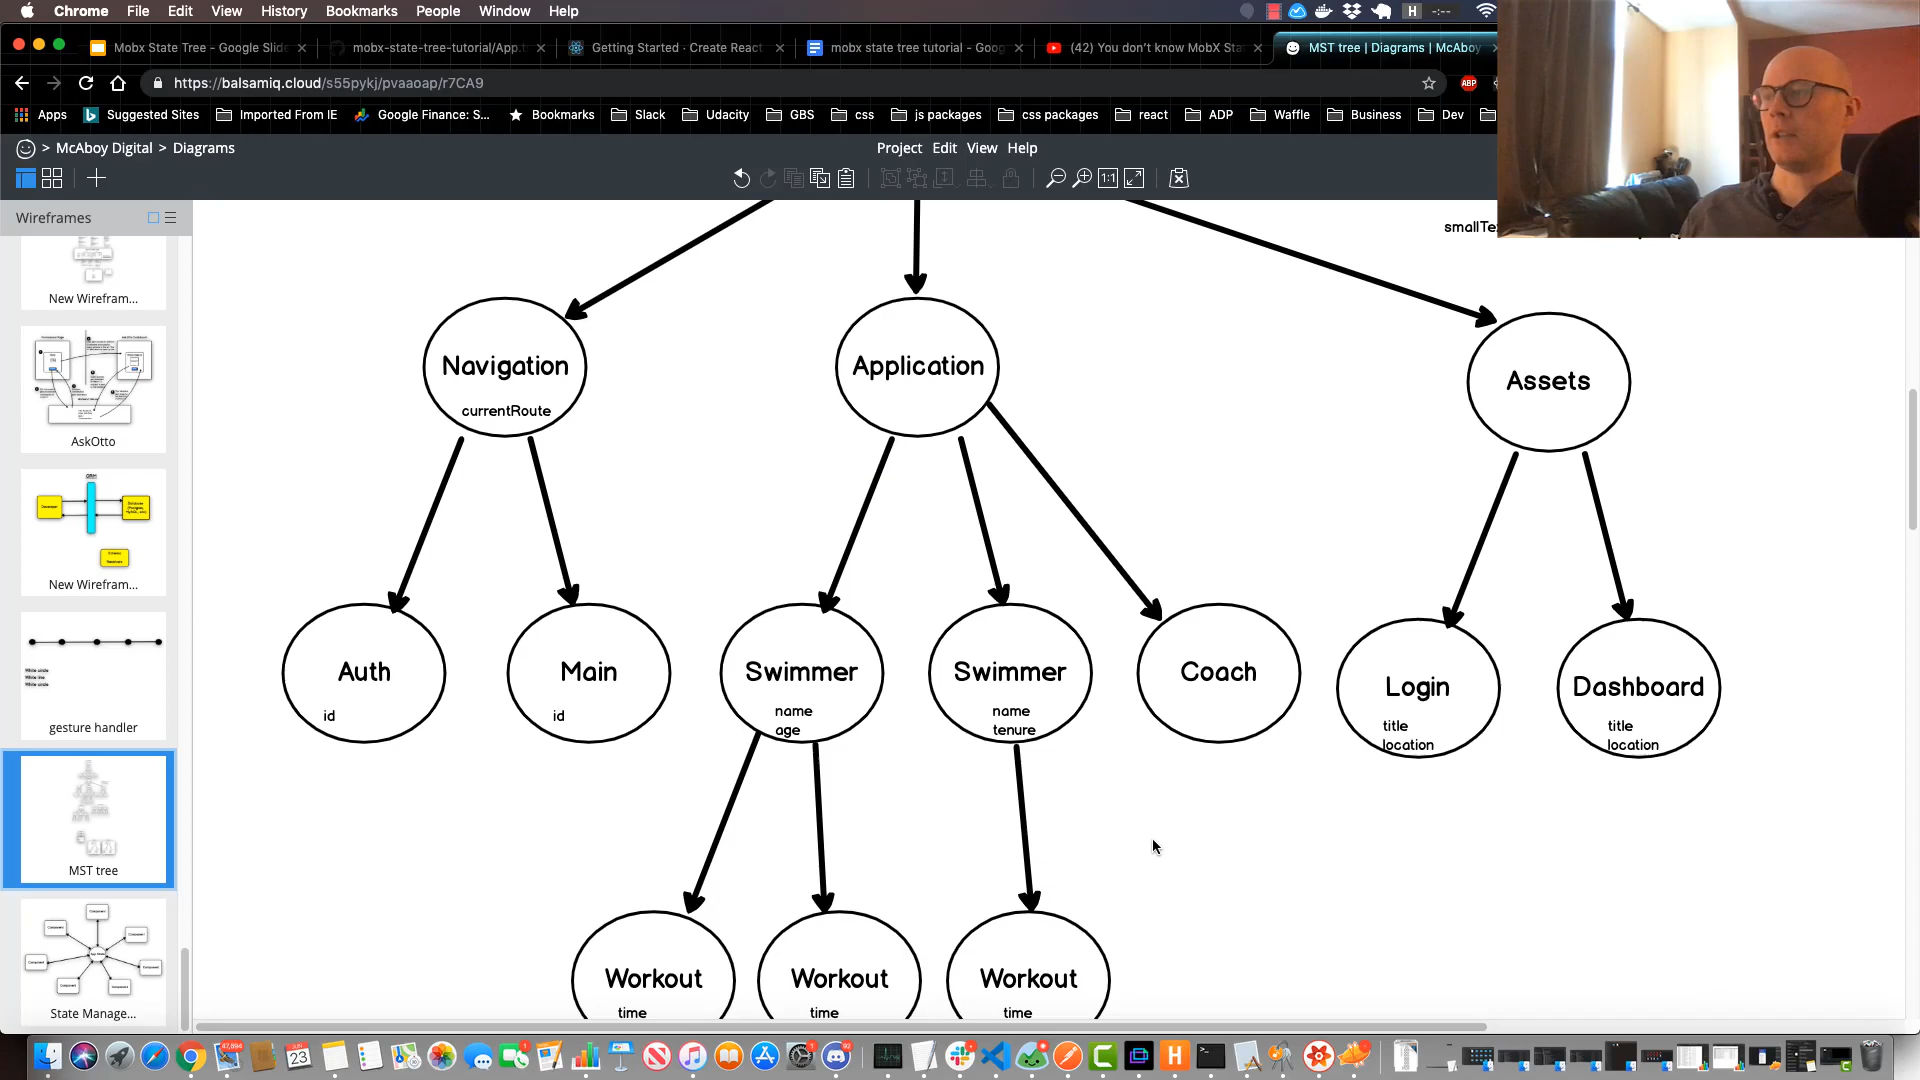 Chrome File Edit View History Bookmarks People Window Help
Mobx State Tree - Google Slide
mobx-state-tree-tutorial/App.t
Getting Started · Create React
mobx state tree tutorial - Goog
(42) You don't know MobX Sta
MST tree | Diagrams | McAboy
https://balsamiq.cloud/s55pykj/pvaaoap/r7CA9
ABP
Apps
Suggested Sites
Imported From IE
Google Finance: S...
Bookmarks
Slack
Udacity
GBS
css
js packages
css packages
react
ADP
Waffle
Business
Dev
> McAboy Digital > Diagrams
Project Edit View Help
1:1
Wireframes
New Wirefram...
AskOtto
New Wirefram...
gesture handler
MST tree
State Manage...
smallTe
Navigation
currentRoute
Application
Assets
Auth
id
Main
id
Swimmer
name
age
Swimmer
name
tenure
Coach
Login
title
location
Dashboard
title
location
Workout
time
Workout
time
Workout
time
23